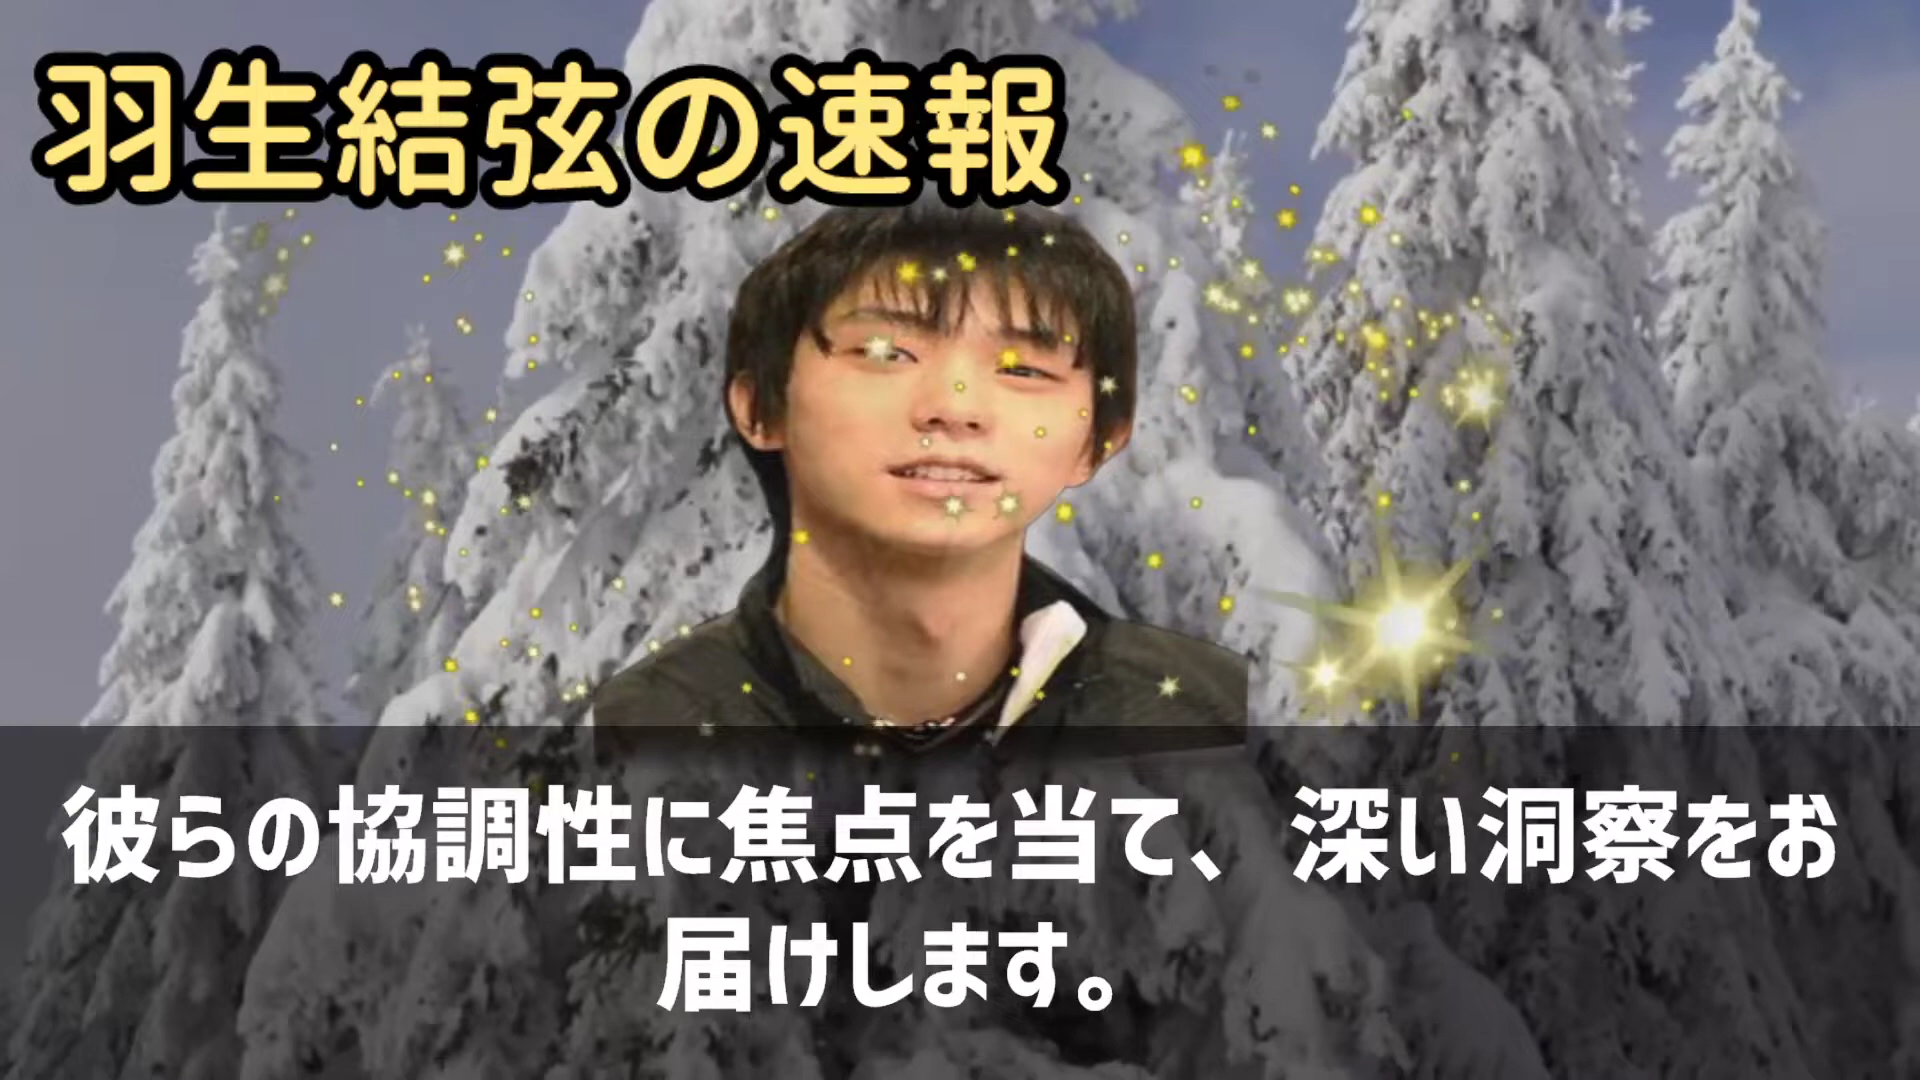 羽生結弦の速報
彼らの協調性に焦点を当て、深い洞察をお
届けします。